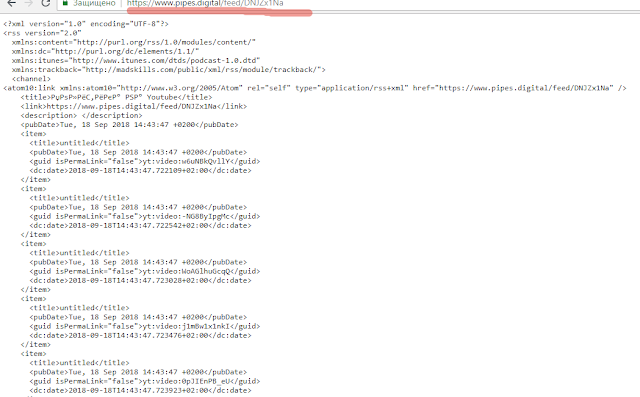 Защищено https://www.pipes.digital/feed/DNJZx1Na
<?xml version="1.0" encoding="UTF-8"?>
<rss version="2.0"
xmlns:content="http://purl.org/rss/1.0/modules/content/"
xmlns:dc="http://purl.org/dc/elements/1.1/"
xmlns:itunes="http://www.itunes.com/dtds/podcast-1.0.dtd"
xmlns:trackback="http://madskills.com/public/xml/rss/module/trackback/">
<channel>
<atom10:link xmlns:atom10="http://www.w3.org/2005/Atom" rel="self" type="application/rss+xml" href="https://www.pipes.digital/feed/DNJZx1Na" />
Youtube</title>
<link>https://www.pipes.digital/feed/DNJZx1Na</link>
<description> </description>
<pubDate>Tue, 18 Sep 2018 14:43:47 +0200</pubDate>
<item>
<title>untitled</title>
<pubDate>Tue, 18 Sep 2018 14:43:47 +0200</pubDate>
<guid isPermaLink="false">yt:video:w6uNBkQvllY</guid>
<dc:date>2018-09-18T14:43:47.722109+02:00</dc:date>
</item>
<item>
<title>untitled</title>
<pubDate>Tue, 18 Sep 2018 14:43:47 +0200</pubDate>
<guid isPermaLink="false">yt:video:-NG8ByIpgMc</guid>
<dc:date>2018-09-18T14:43:47.722542+02:00</dc:date>
</item>
<item>
<title>untitled</title>
<pubDate>Tue, 18 Sep 2018 14:43:47 +0200</pubDate>
<guid isPermaLink="false">yt:video:WoAGlhuGcqQ</guid>
<dc:date>2018-09-18T14:43:47.723028+02:00</dc:date>
</item>
<item>
<title>untitled</title>
<pubDate>Tue, 18 Sep 2018 14:43:47 +0200</pubDate>
<guid isPermaLink="false">yt:video:j1m8w1x1nkI</guid>
<dc:date>2018-09-18T14:43:47.723476+02:00</dc:date>
</item>
<item>
<title>untitled</title>
<pubDate>Tue, 18 Sep 2018 14:43:47 +0200</pubDate>
<guid isPermaLink="false">yt:video:0pJIEnPB_eU</guid>
<dc:date>2018-09-18T14:43:47.723923+02:00</dc:date>